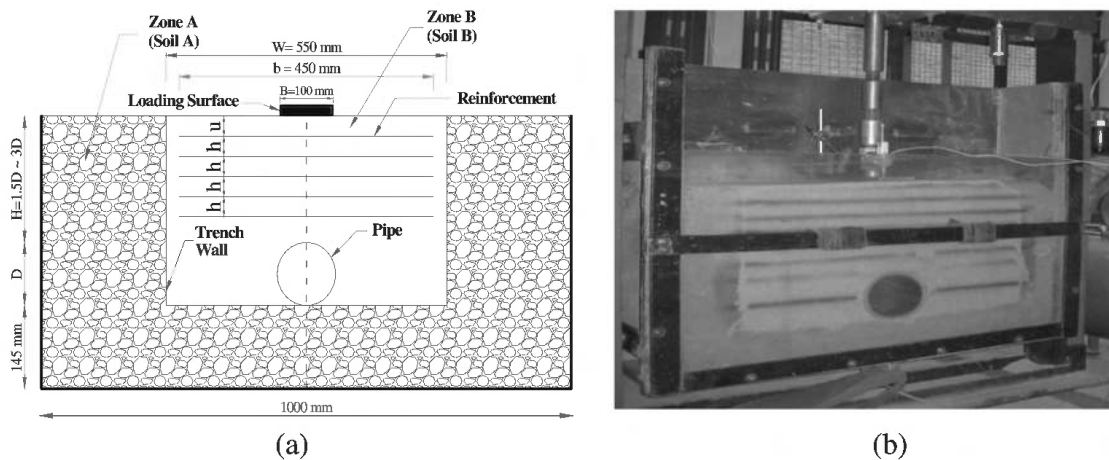 Zone A
(Soil A)
Zone B
(Soil B)
W= 550 mm
b = 450 mm
B=100 mm
Loading Surface
Reinforcement
u
h
h
h
h
H=1.5D ~ 3D
D
145 mm
Trench
Wall
Pipe
1000 mm
(a)
(b)